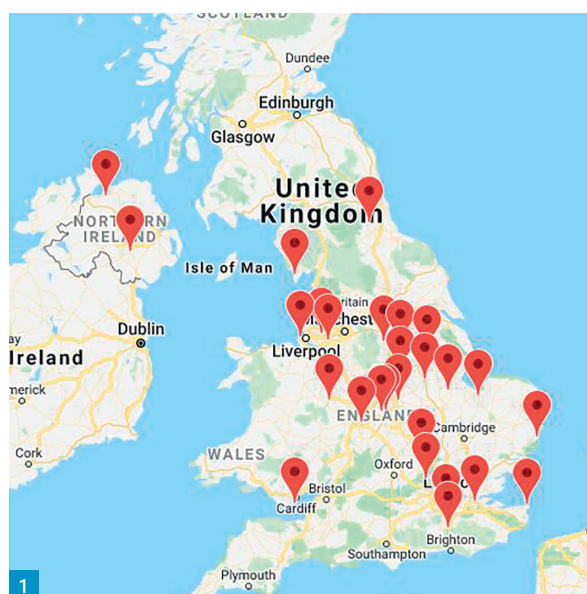 SCOTLAND
Dundee
Edinburgh
Glasgow
United
Kingdom
NORTHERN
IRELAND
Isle of Man
Dublin
Ireland
Liverpool
ENGLAND
Cambridge
Cork
WALES
Oxford
Bristol
Cardiff
Brighton
Southampton
Plymouth
1